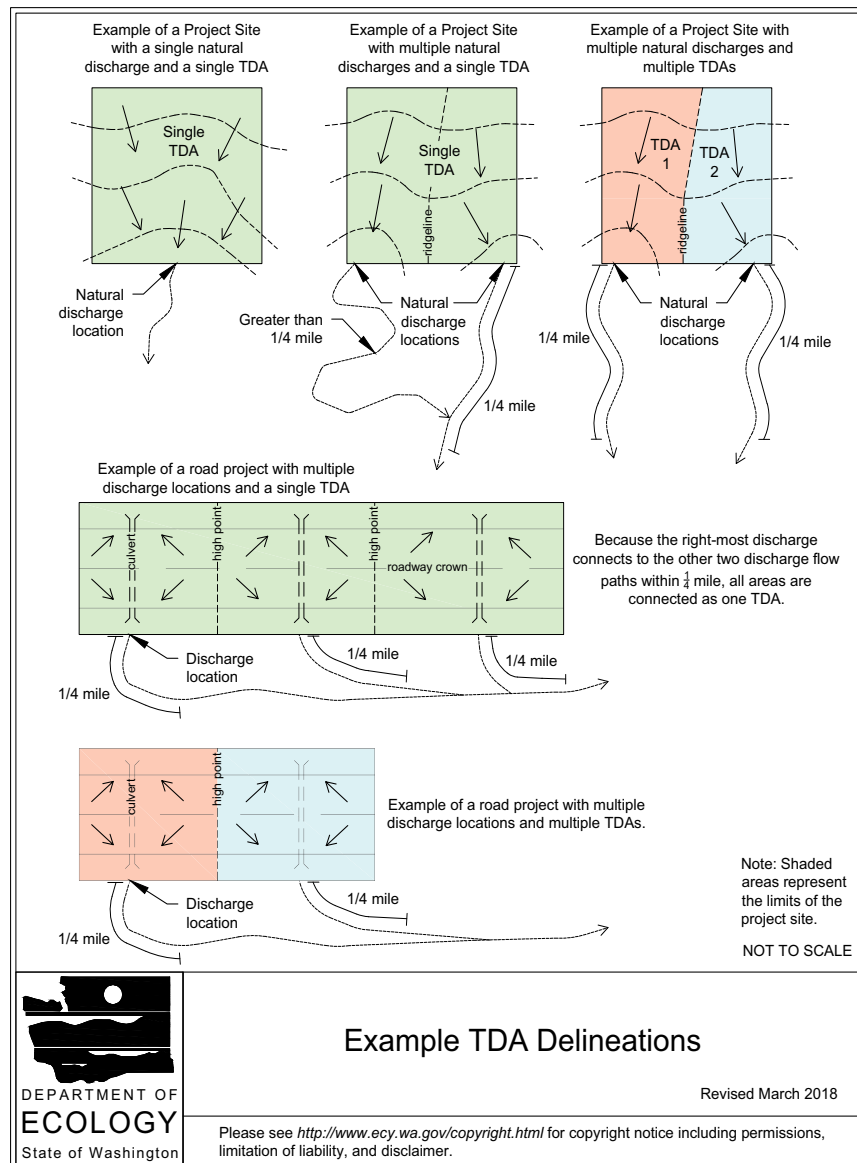 Example of a Project Site
with a single natural
discharge and a single TDA
Example of a Project Site
with multiple natural
discharges and a single TDA
Example of a Project Site with
multiple natural discharges and
multiple TDAs
Single
TDA
Natural
discharge
location
Single
TDA
ridgeline
Greater than
1/4 mile
Natural
discharge
locations
1/4 mile
TDA
1
TDA
2
ridgeline
1/4 mile
Natural
discharge
locations
1/4 mile
Example of a road project with multiple
discharge locations and a single TDA
culvert
high point
high point
roadway crown
Because the right-most discharge
connects to the other two discharge flow
paths within 1/4 mile, all areas are
connected as one TDA.
Discharge
location
1/4 mile
1/4 mile
1/4 mile
culvert
high point
Example of a road project with multiple
discharge locations and multiple TDAs.
Discharge
location
1/4 mile
1/4 mile
Note: Shaded
areas represent
the limits of the
project site.
NOT TO SCALE
DEPARTMENT OF
ECOLOGY
State of Washington
Example TDA Delineations
Revised March 2018
Please see http://www.ecy.wa.gov/copyright.html for copyright notice including permissions,
limitation of liability, and disclaimer.